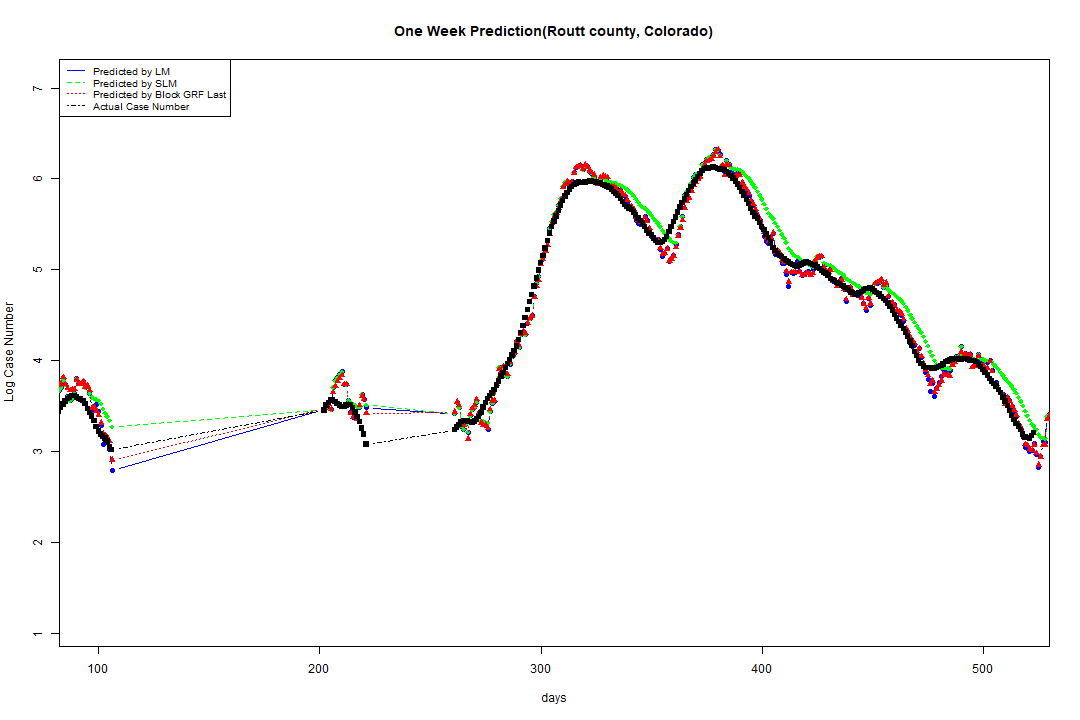 One Week Prediction(Routt county, Colorado)
Predicted by LM
Predicted by SLM
Predicted by Block GRF Last
Actual Case Number
7
6
5
4
3
2
1
Log Case Number
100 200 300 400 500
days